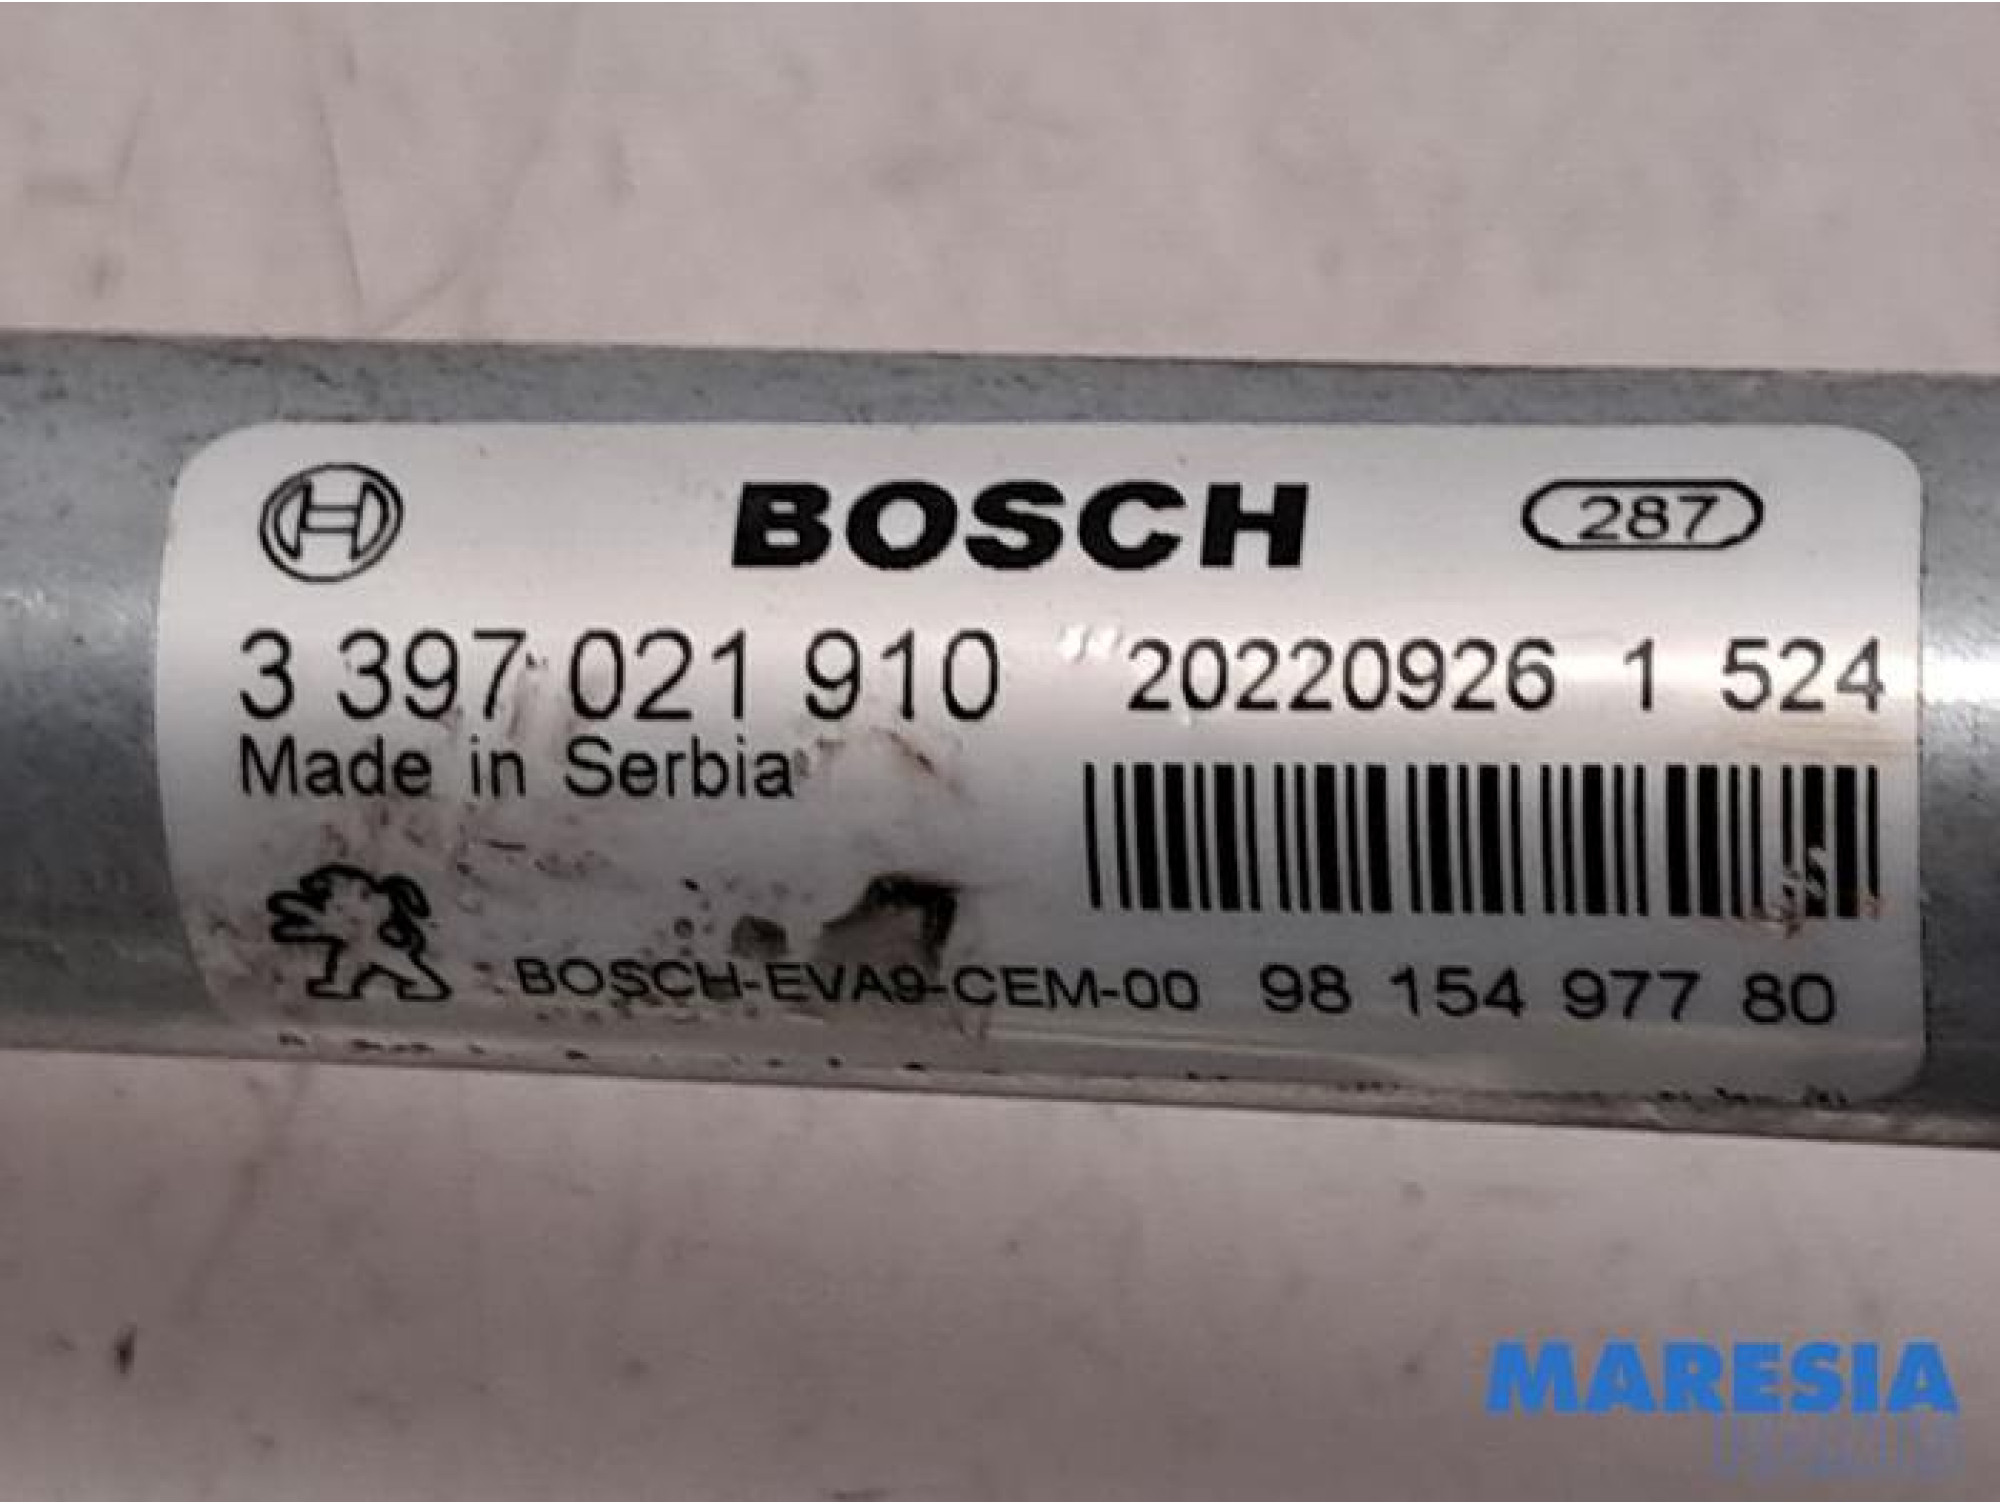 BOSCH 287
3 397 021 910 20220926 1 524
Made in Serbia
BOSCH-EVA9-CEM-00 98 154 977 80
MARESIA